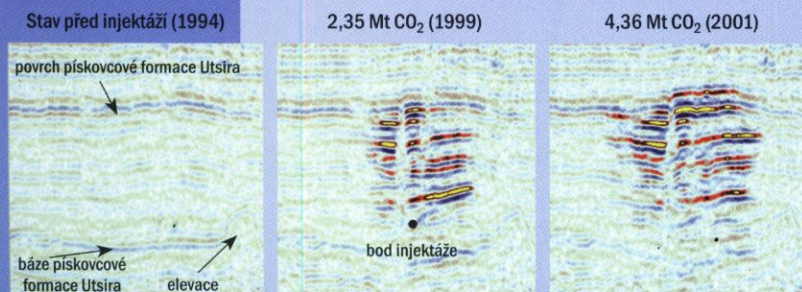 Stav před injektáží (1994)
2,35 Mt CO₂ (1999)
4,36 Mt CO₂ (2001)
povrch pískovcové formace Utsira
bod injektáže
báze pískovcové
formace Utsira
elevace